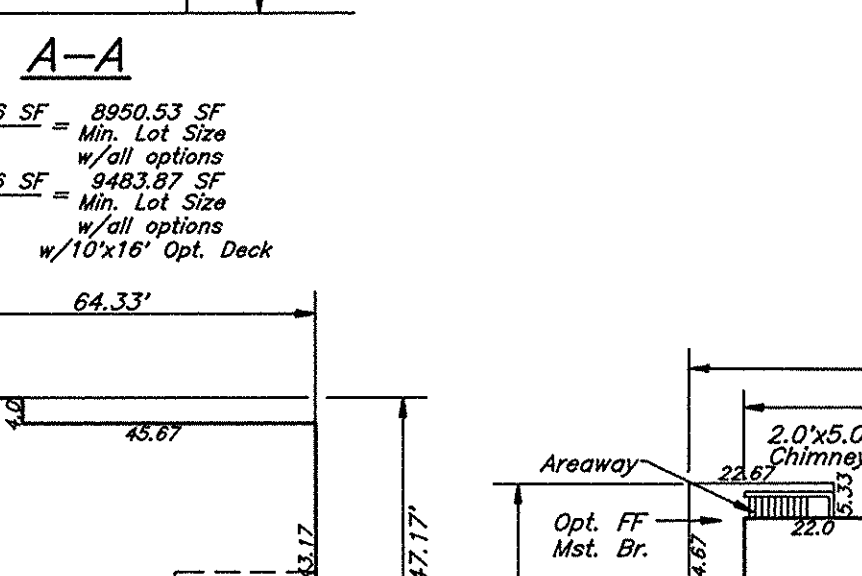 A-A
SF = 8950.53 SF
Min. Lot Size
w/all options
SF = 9483.87 SF
Min. Lot Size
w/all options
w/10'x16' Opt. Deck
64.33'
4.0
45.67
47.17'
2.0'x5.0
Chimney
Areaway
22.67
5.33
22.0
Opt. FF
Mst. Br.